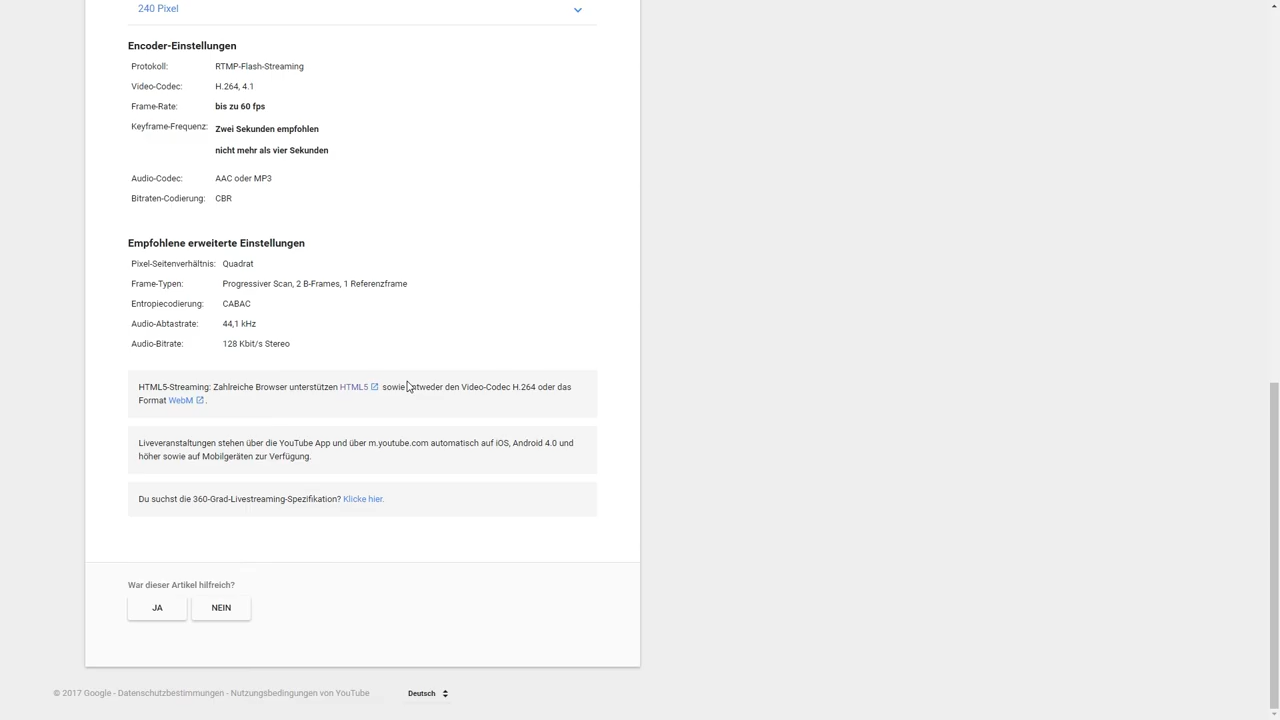 240 Pixel
Encoder-Einstellungen
Protokoll: RTMP-Flash-Streaming
Video-Codec: H.264, 4.1
Frame-Rate: bis zu 60 fps
Keyframe-Frequenz: Zwei Sekunden empfohlen
nicht mehr als vier Sekunden
Audio-Codec: AAC oder MP3
Bitraten-Codierung: CBR
Empfohlene erweiterte Einstellungen
Pixel-Seitenverhältnis: Quadrat
Frame-Typen: Progressiver Scan, 2 B-Frames, 1 Referenzframe
Entropiecodierung: CABAC
Audio-Abtastrate: 44,1 kHz
Audio-Bitrate: 128 Kbit/s Stereo
HTML5-Streaming: Zahlreiche Browser unterstützen HTML5 sowie entweder den Video-Codec H.264 oder das
Format WebM .
Liveveranstaltungen stehen über die YouTube App und über m.youtube.com automatisch auf iOS, Android 4.0 und
höher sowie auf Mobilgeräten zur Verfügung.
Du suchst die 360-Grad-Livestreaming-Spezifikation? Klicke hier.
War dieser Artikel hilfreich?
JA NEIN
© 2017 Google - Datenschutzbestimmungen - Nutzungsbedingungen von YouTube Deutsch